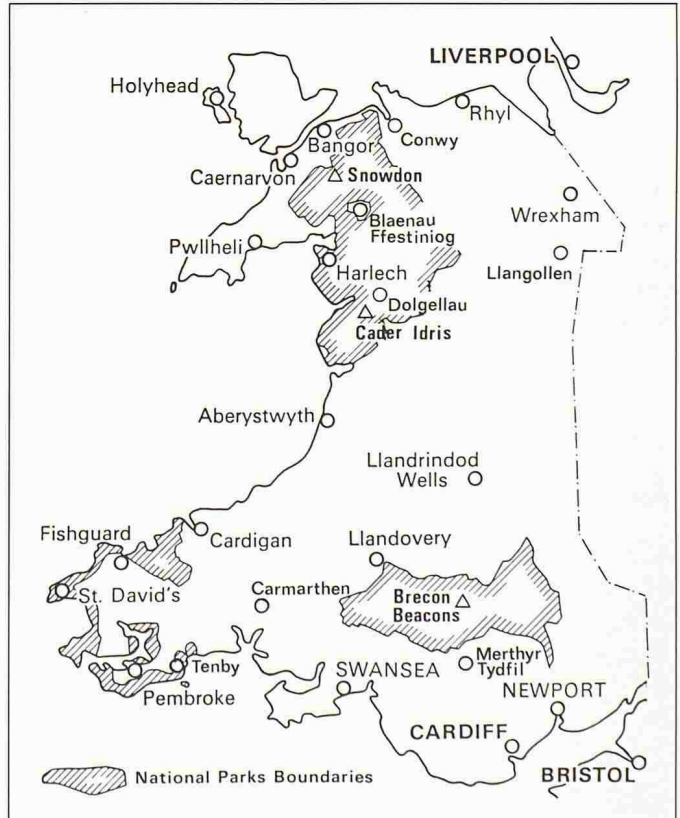 LIVERPOOL
Holyhead
Rhyl
Bangor
Conwy
Caernarvon
Snowdon
Wrexham
Blaenau
Ffestiniog
Pwllheli
Harlech
Llangollen
Dolgellau
Cader Idris
Aberystwyth
Llandrindod
Wells
Fishguard
Cardigan
Llandovery
St. David's
Carmarthen
Brecon
Beacons
Tenby
Merthyr
Tydfil
SWANSEA
Pembroke
NEWPORT
CARDIFF
National Parks Boundaries
BRISTOL